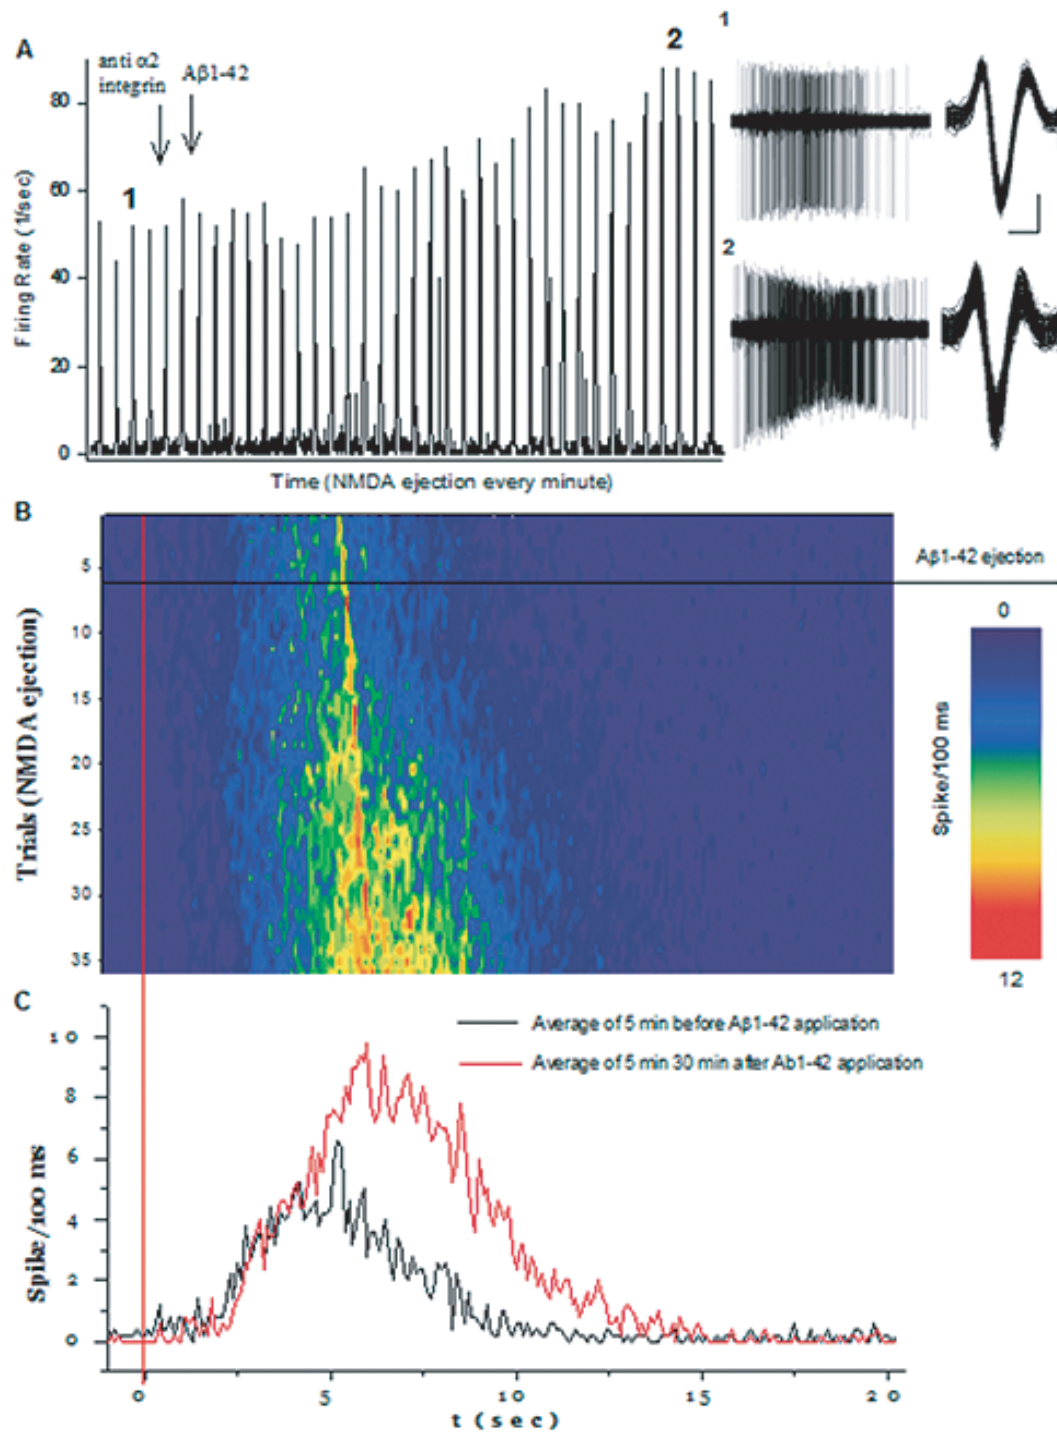 A
anti α2
integrin
Aβ1-42
1
2
80
60
40
20
0
Firing Rate (1/sec)
Time (NMDA ejection every minute)
1
2
B
5
10
15
20
25
30
35
Trials (NMDA ejection)
Aβ1-42 ejection
0
Spike/100 ms
12
C
Average of 5 min before Aβ1-42 application
Average of 5 min 30 min after Ab1-42 application
10
8
6
4
2
0
Spike/100 ms
0 5 10 15 20
t (sec)